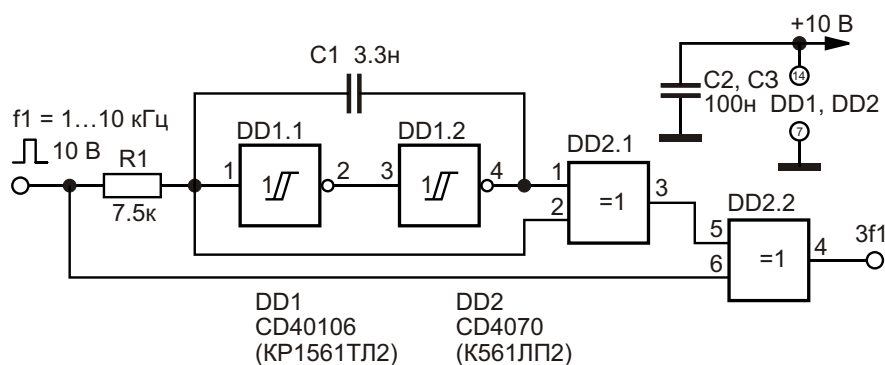 +10 В
C1 3.3н
14
C2, C3
100н
DD1, DD2
7
f1 = 1...10 кГц
10 В
R1
7.5к
DD1.1
1
1
2
DD1.2
3
1
4
DD2.1
1
2
=1
3
DD2.2
5
6
=1
4
3f1
DD1
CD40106
(КР1561ТЛ2)
DD2
CD4070
(К561ЛП2)